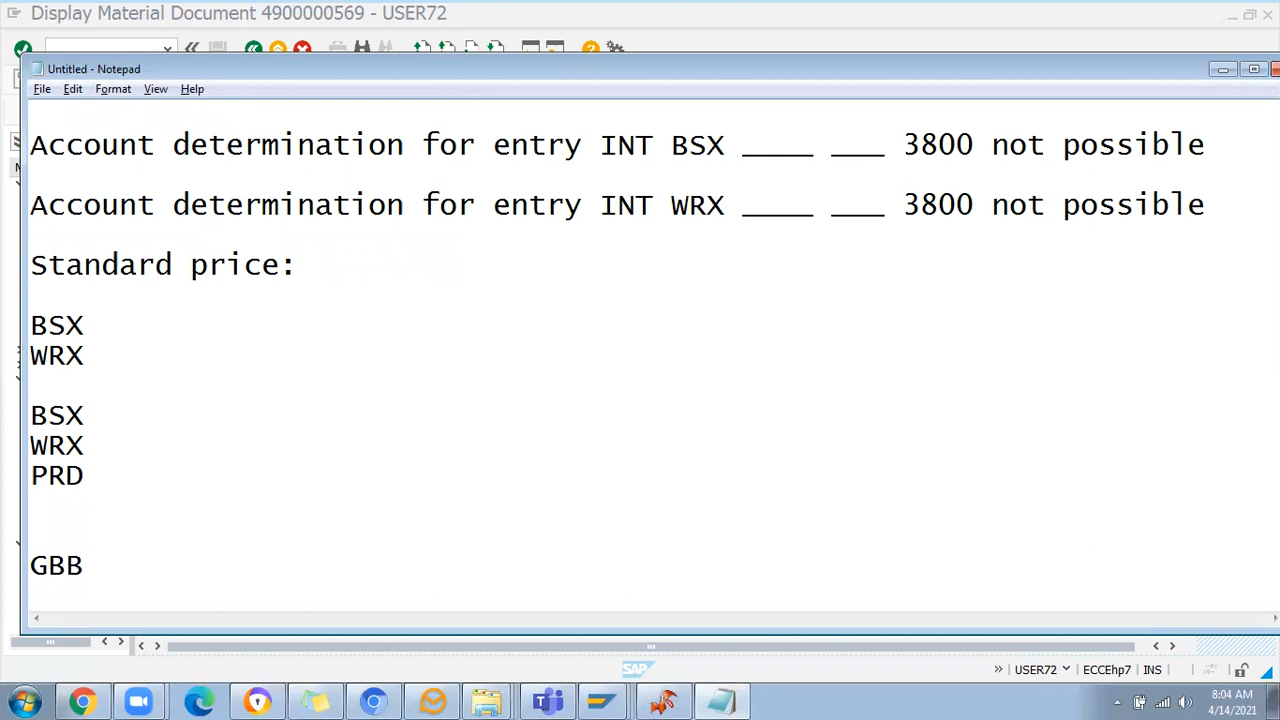 Display Material Document 4900000569 - USER72
Untitled - Notepad
File Edit Format View Help
Account determination for entry INT BSX ____ ___ 3800 not possible
Account determination for entry INT WRX ____ ___ 3800 not possible
Standard price:
BSX
WRX
BSX
WRX
PRD
GBB
SAP
» USER72 ECCEhp7 INS
8:04 AM
4/14/2021